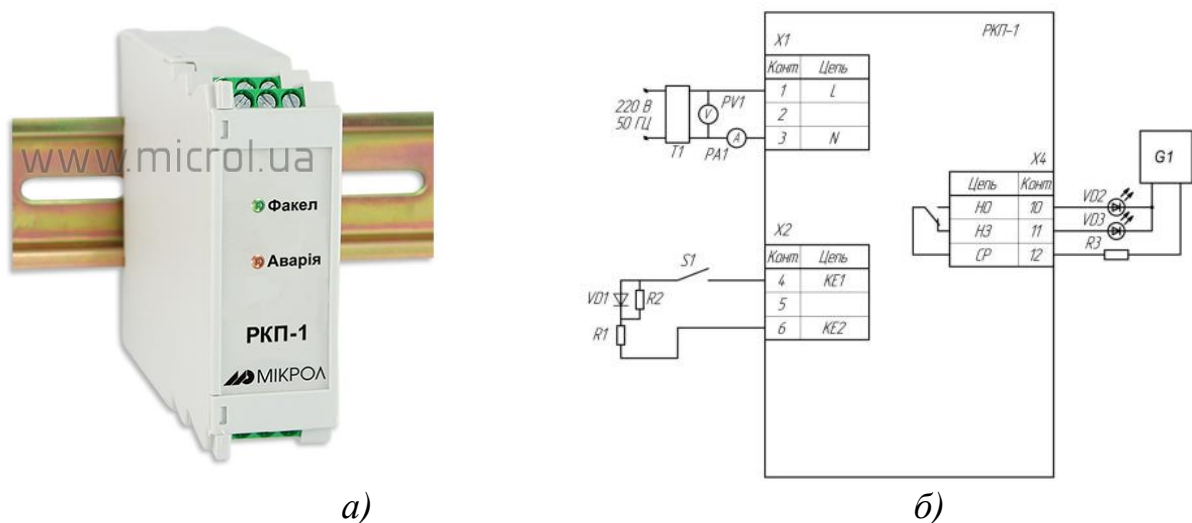 www.microl.ua
Факел
Аварія
РКП-1
МІКРОЛ
а)
РКП-1
X1
Конт Цепь
1 L
2
3 N
220 В
50 ГЦ
T1
PV1
V
PA1
A
X2
Конт Цепь
4 КЕ1
5
6 КЕ2
S1
VD1
R2
R1
X4
Цепь Конт
НО 10
НЗ 11
СР 12
VD2
VD3
R3
G1
б)